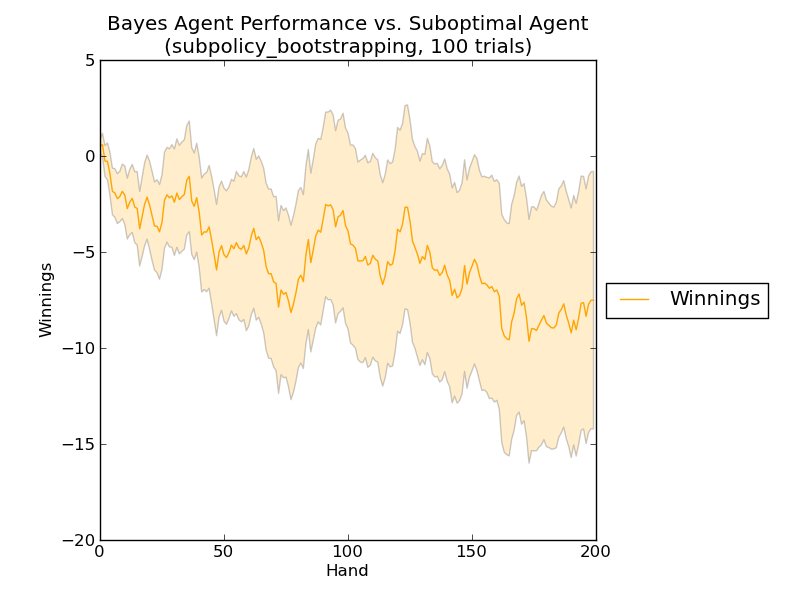 Bayes Agent Performance vs. Suboptimal Agent
(subpolicy_bootstrapping, 100 trials)
5
0
−5
−10
−15
−20
Winnings
0
50
100
150
200
Hand
Winnings